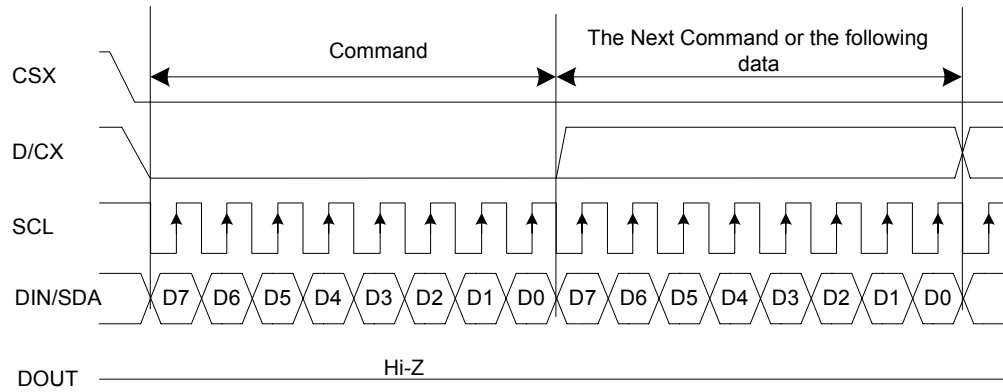 Command
The Next Command or the following
data
CSX
D/CX
SCL
DIN/SDA D7 D6 D5 D4 D3 D2 D1 D0 D7 D6 D5 D4 D3 D2 D1 D0
Hi-Z
DOUT